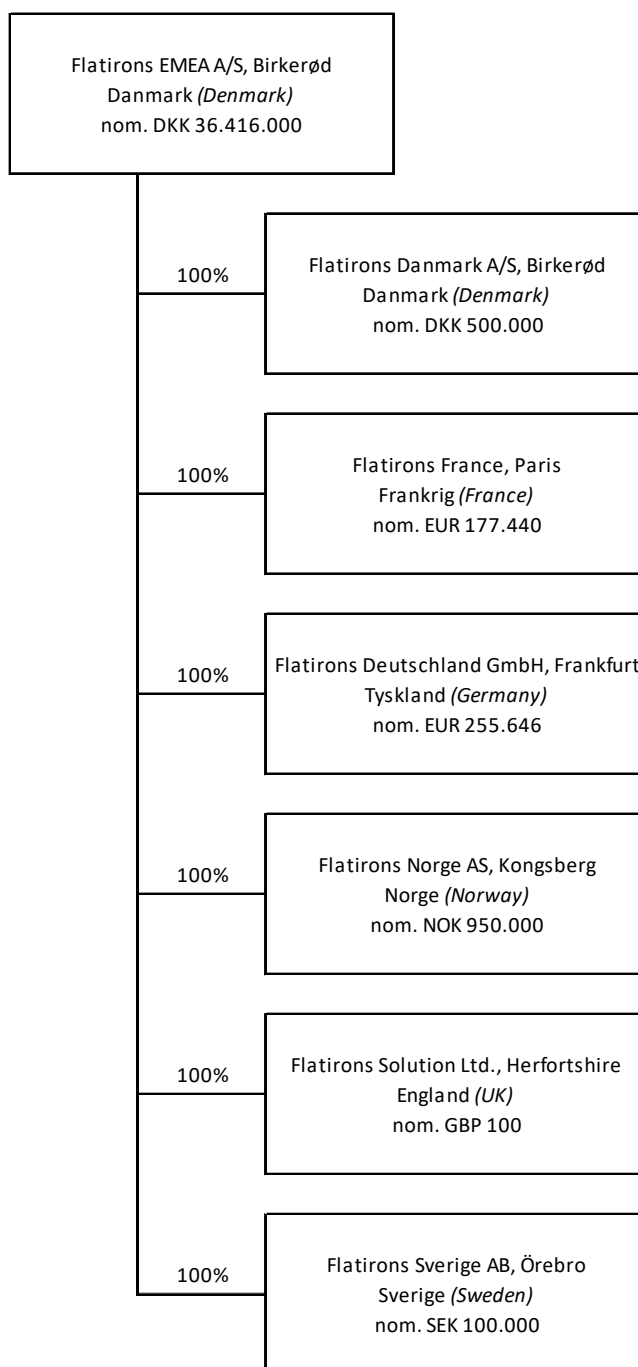 Flatirons EMEA A/S, Birkerød
Danmark (Denmark)
nom. DKK 36.416.000
100%
Flatirons Danmark A/S, Birkerød
Danmark (Denmark)
nom. DKK 500.000
100%
Flatirons France, Paris
Frankrig (France)
nom. EUR 177.440
100%
Flatirons Deutschland GmbH, Frankfurt
Tyskland (Germany)
nom. EUR 255.646
100%
Flatirons Norge AS, Kongsberg
Norge (Norway)
nom. NOK 950.000
100%
Flatirons Solution Ltd., Herfortshire
England (UK)
nom. GBP 100
100%
Flatirons Sverige AB, Örebro
Sverige (Sweden)
nom. SEK 100.000